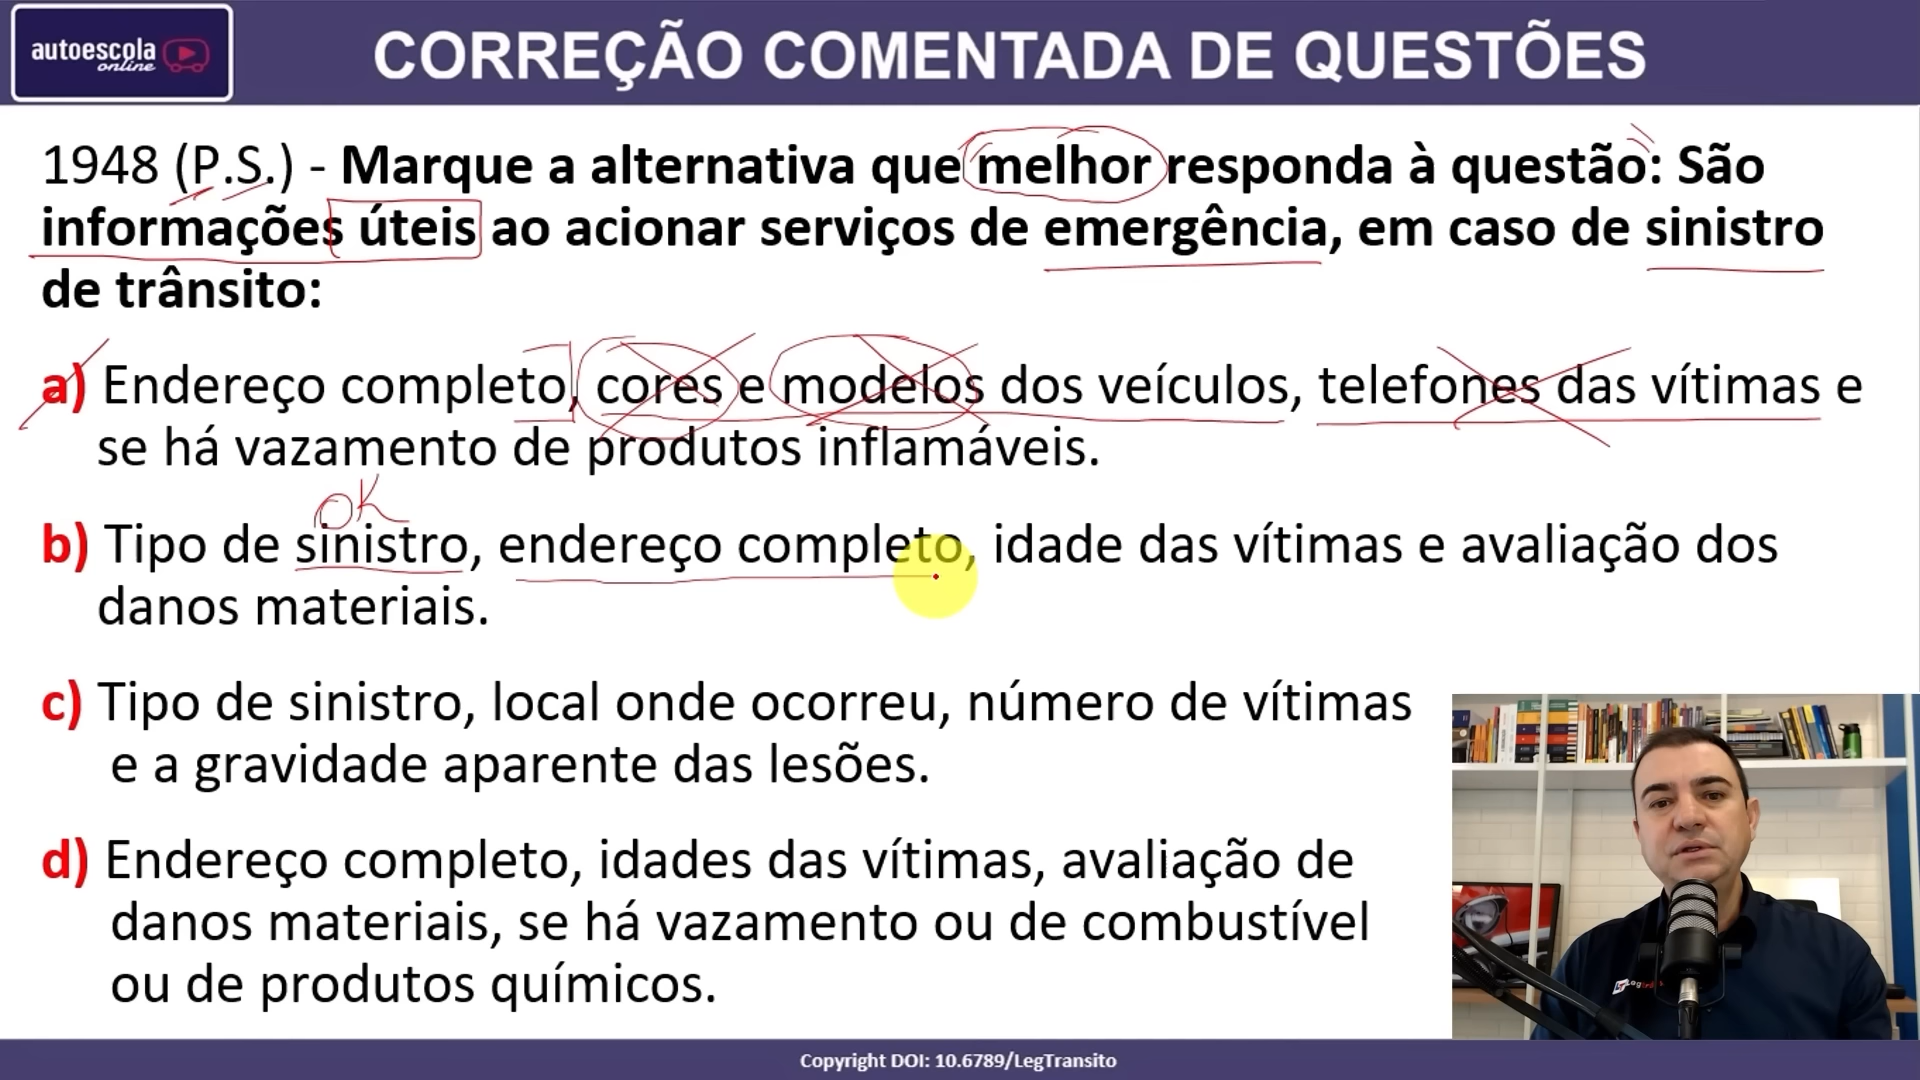 autoescola
online
CORREÇÃO COMENTADA DE QUESTÕES
1948 (P.S.) - Marque a alternativa que melhor responda à questão: São
informações úteis ao acionar serviços de emergência, em caso de sinistro
de trânsito:
a) Endereço completo, cores e modelos dos veículos, telefones das vítimas e
se há vazamento de produtos inflamáveis.
OK
b) Tipo de sinistro, endereço completo, idade das vítimas e avaliação dos
danos materiais.
c) Tipo de sinistro, local onde ocorreu, número de vítimas
e a gravidade aparente das lesões.
d) Endereço completo, idades das vítimas, avaliação de
danos materiais, se há vazamento ou de combustível
ou de produtos químicos.
Copyright DOI: 10.6789/LegTransito